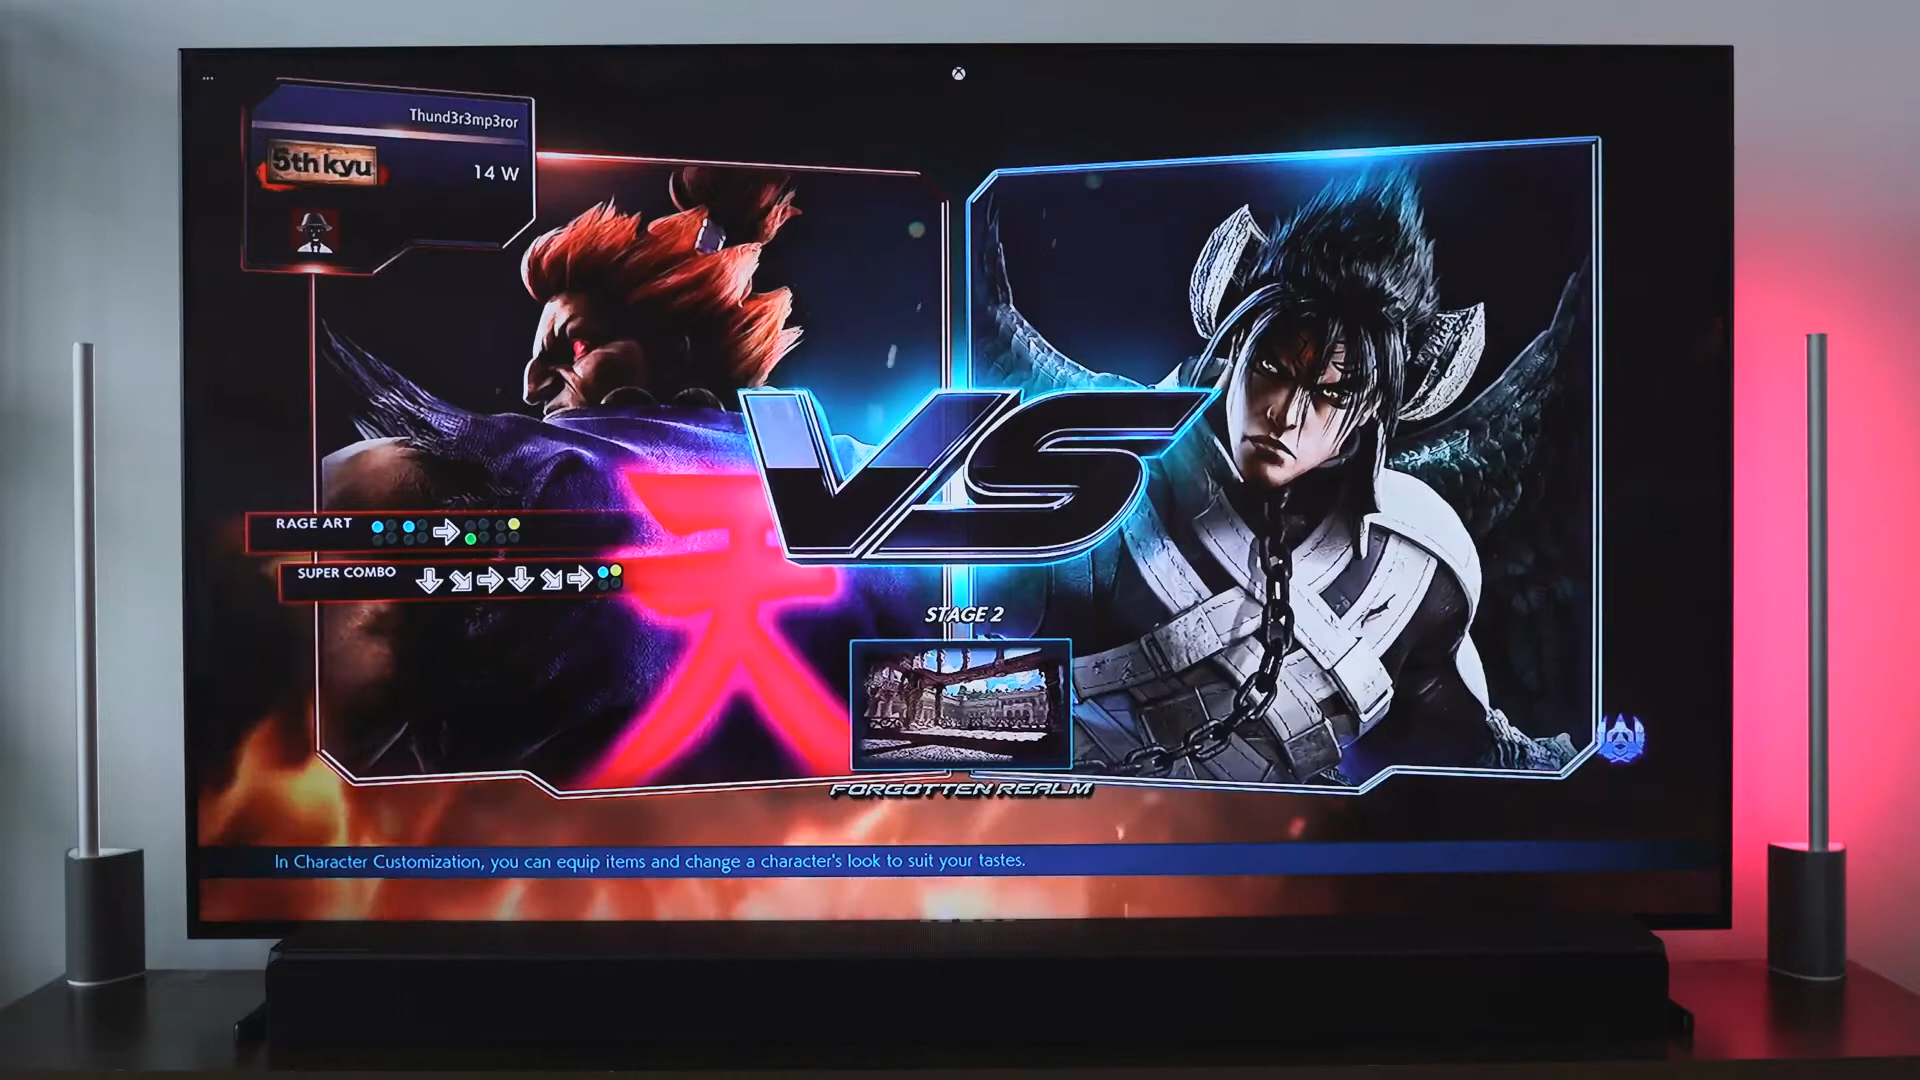 Thund3r3mp3ror
5th kyu
14 W
VS
天
RAGE ART
SUPER COMBO
STAGE 2
FORGOTTEN REALM
In Character Customization, you can equip items and change a character's look to suit your tastes.